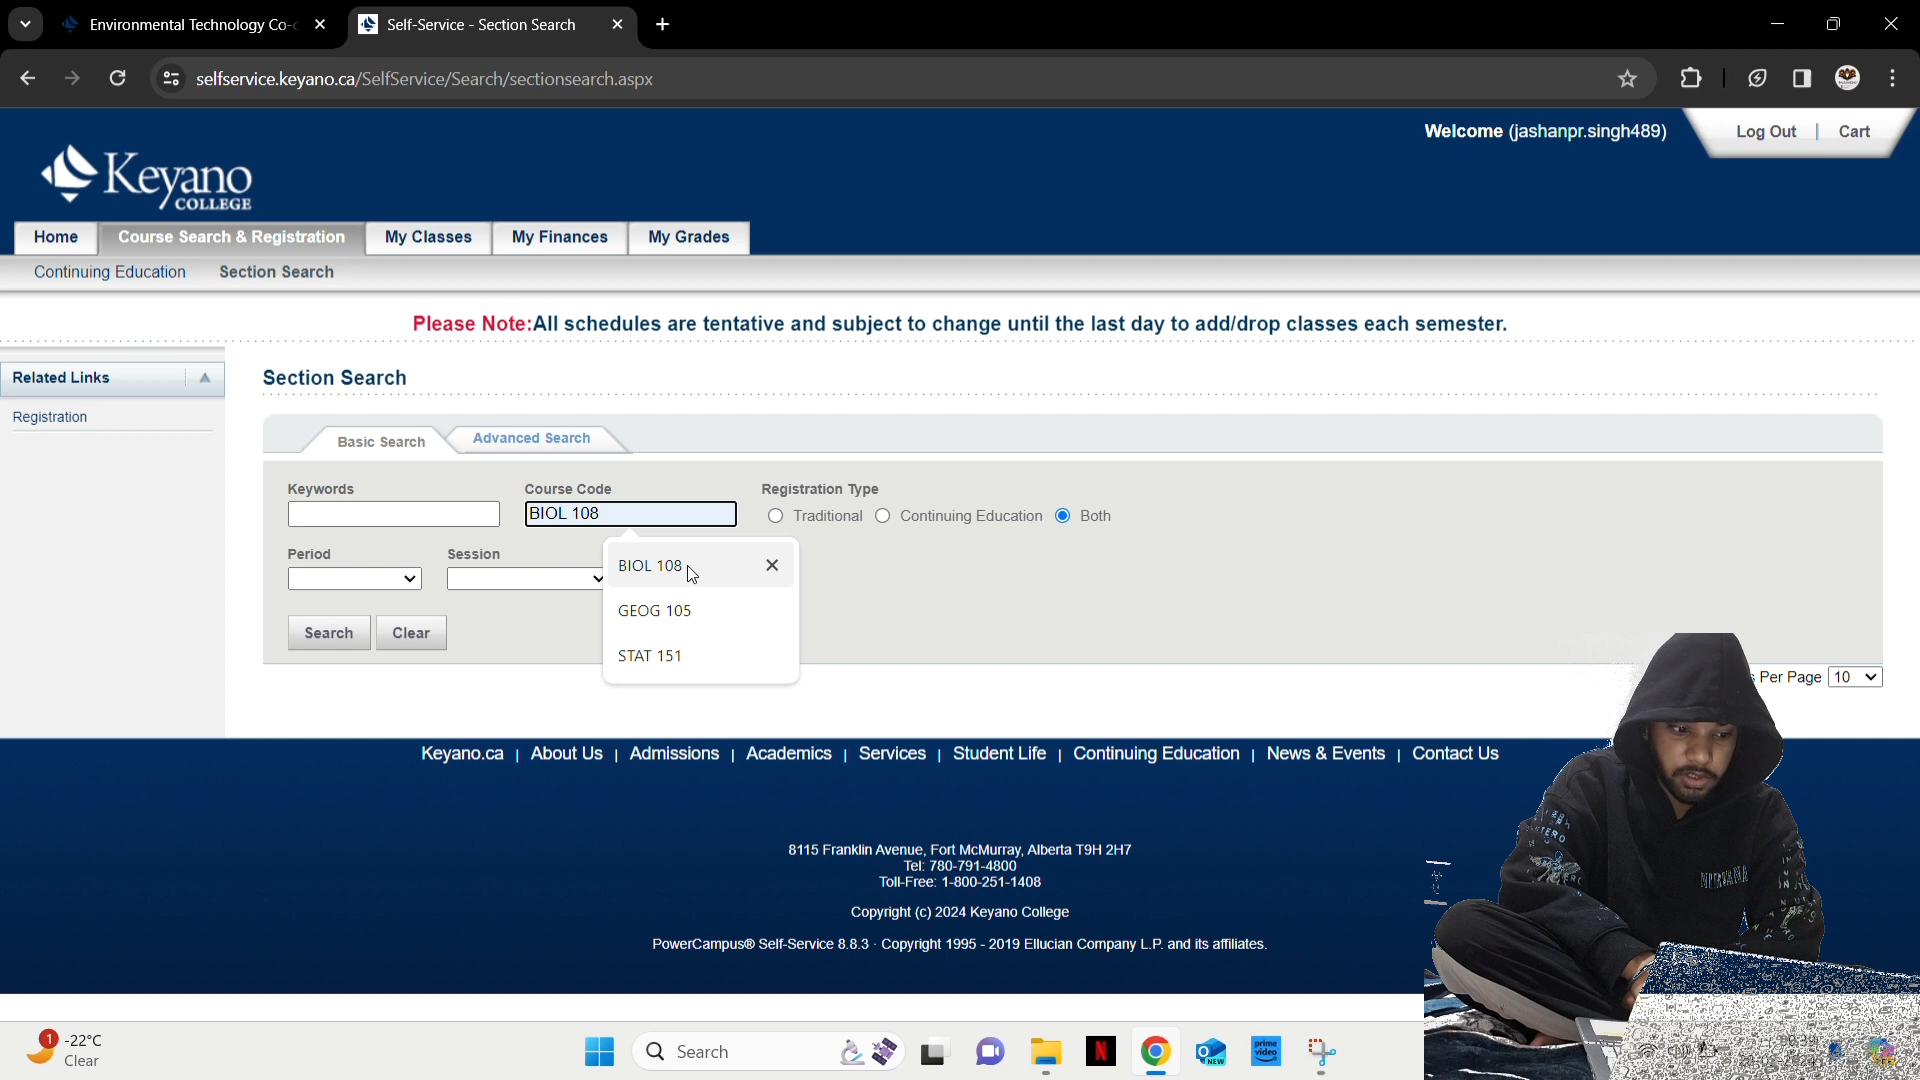 Environmental Technology Co-o
Self-Service - Section Search
selfservice.keyano.ca/SelfService/Search/sectionsearch.aspx
Welcome (jashanpr.singh489)
Log Out | Cart
Keyano
COLLEGE
Home
Course Search & Registration
My Classes
My Finances
My Grades
Continuing Education
Section Search
Please Note:All schedules are tentative and subject to change until the last day to add/drop classes each semester.
Related Links
Registration
Section Search
Basic Search
Advanced Search
Keywords
Course Code
Registration Type
BIOL 108
Traditional
Continuing Education
Both
Period
Session
BIOL 108
GEOG 105
STAT 151
Search
Clear
Per Page 10
Keyano.ca | About Us | Admissions | Academics | Services | Student Life | Continuing Education | News & Events | Contact Us
8115 Franklin Avenue, Fort McMurray, Alberta T9H 2H7
Tel: 780-791-4800
Toll-Free: 1-800-251-1408
Copyright (c) 2024 Keyano College
PowerCampus® Self-Service 8.8.3 · Copyright 1995 - 2019 Ellucian Company L.P. and its affiliates.
NIRVANA
1
-22°C
Clear
Search
N
NEW
prime
video